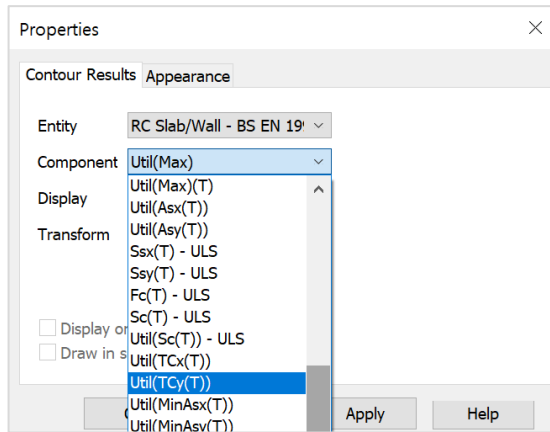 Properties
Contour Results Appearance
Entity RC Slab/Wall - BS EN 19
Component Util(Max)
Util(Max)(T)
Display Util(Asx(T))
Util(Asy(T))
Transform Ssx(T) - ULS
Ssy(T) - ULS
Fc(T) - ULS
Sc(T) - ULS
Display Util(Sc(T)) - ULS
Draw in Util(TCx(T))
Util(TCy(T))
Util(MinAsx(T))
Apply Help
Util(MinAsy(T))